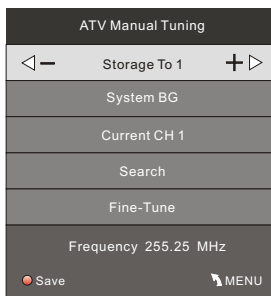 ATV Manual Tuning
Storage To 1
System BG
Current CH 1
Search
Fine-Tune
Frequency 255.25 MHz
Save MENU